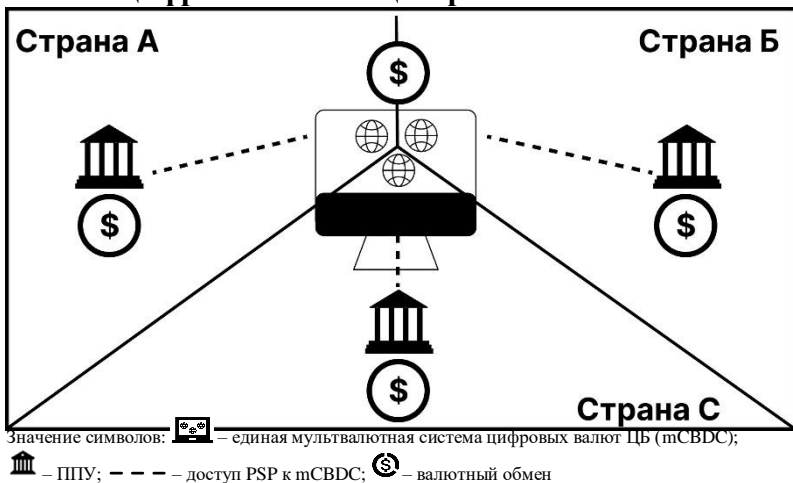 Страна А
Страна Б
$
$
$
$
Страна С
Значение символов: – единая мультвалютная система цифровых валют ЦБ (mCBDC);
– ППУ; – – – – доступ PSP к mCBDC; $ – валютный обмен